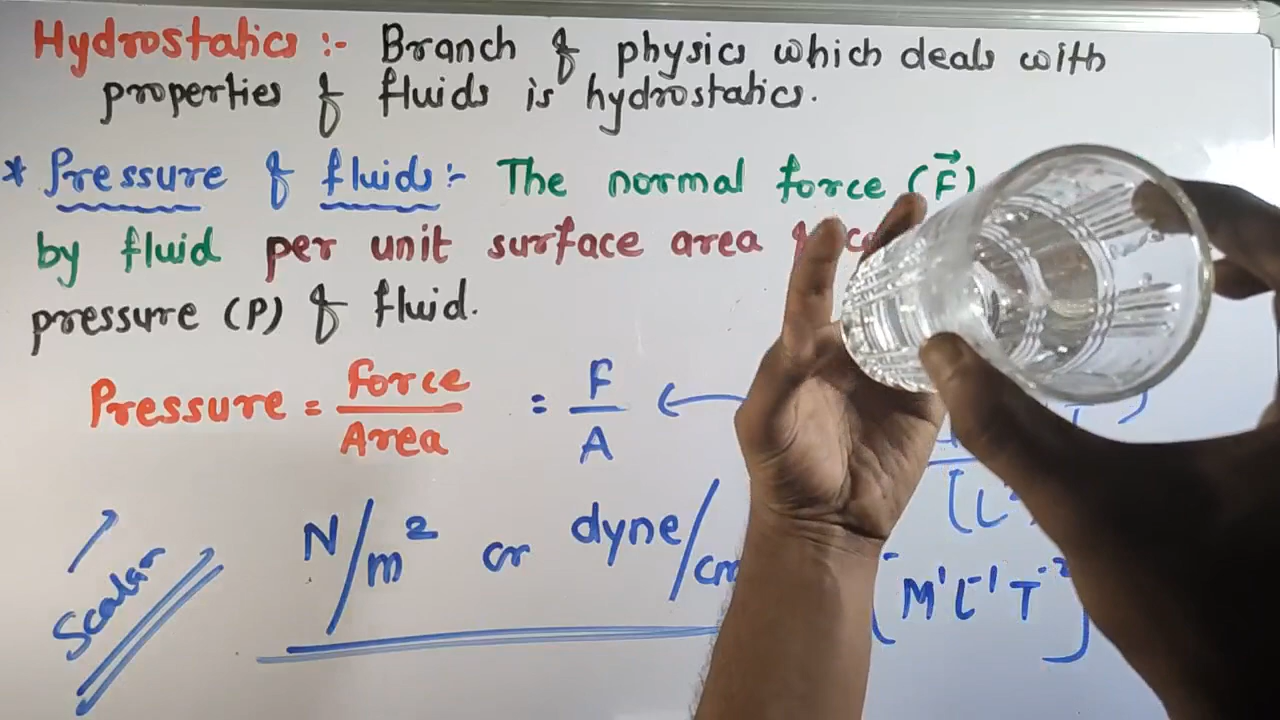 Hydrostatics :- Branch of physics which deals with
properties of fluids is hydrostatics.
* Pressure of fluids :- The normal force (F⃗)
by fluid per unit surface area
pressure (P) of fluid.
Pressure = Force / Area = F / A ←
N/m² or dyne/cm
[M¹L⁻¹T⁻²]
Scalar